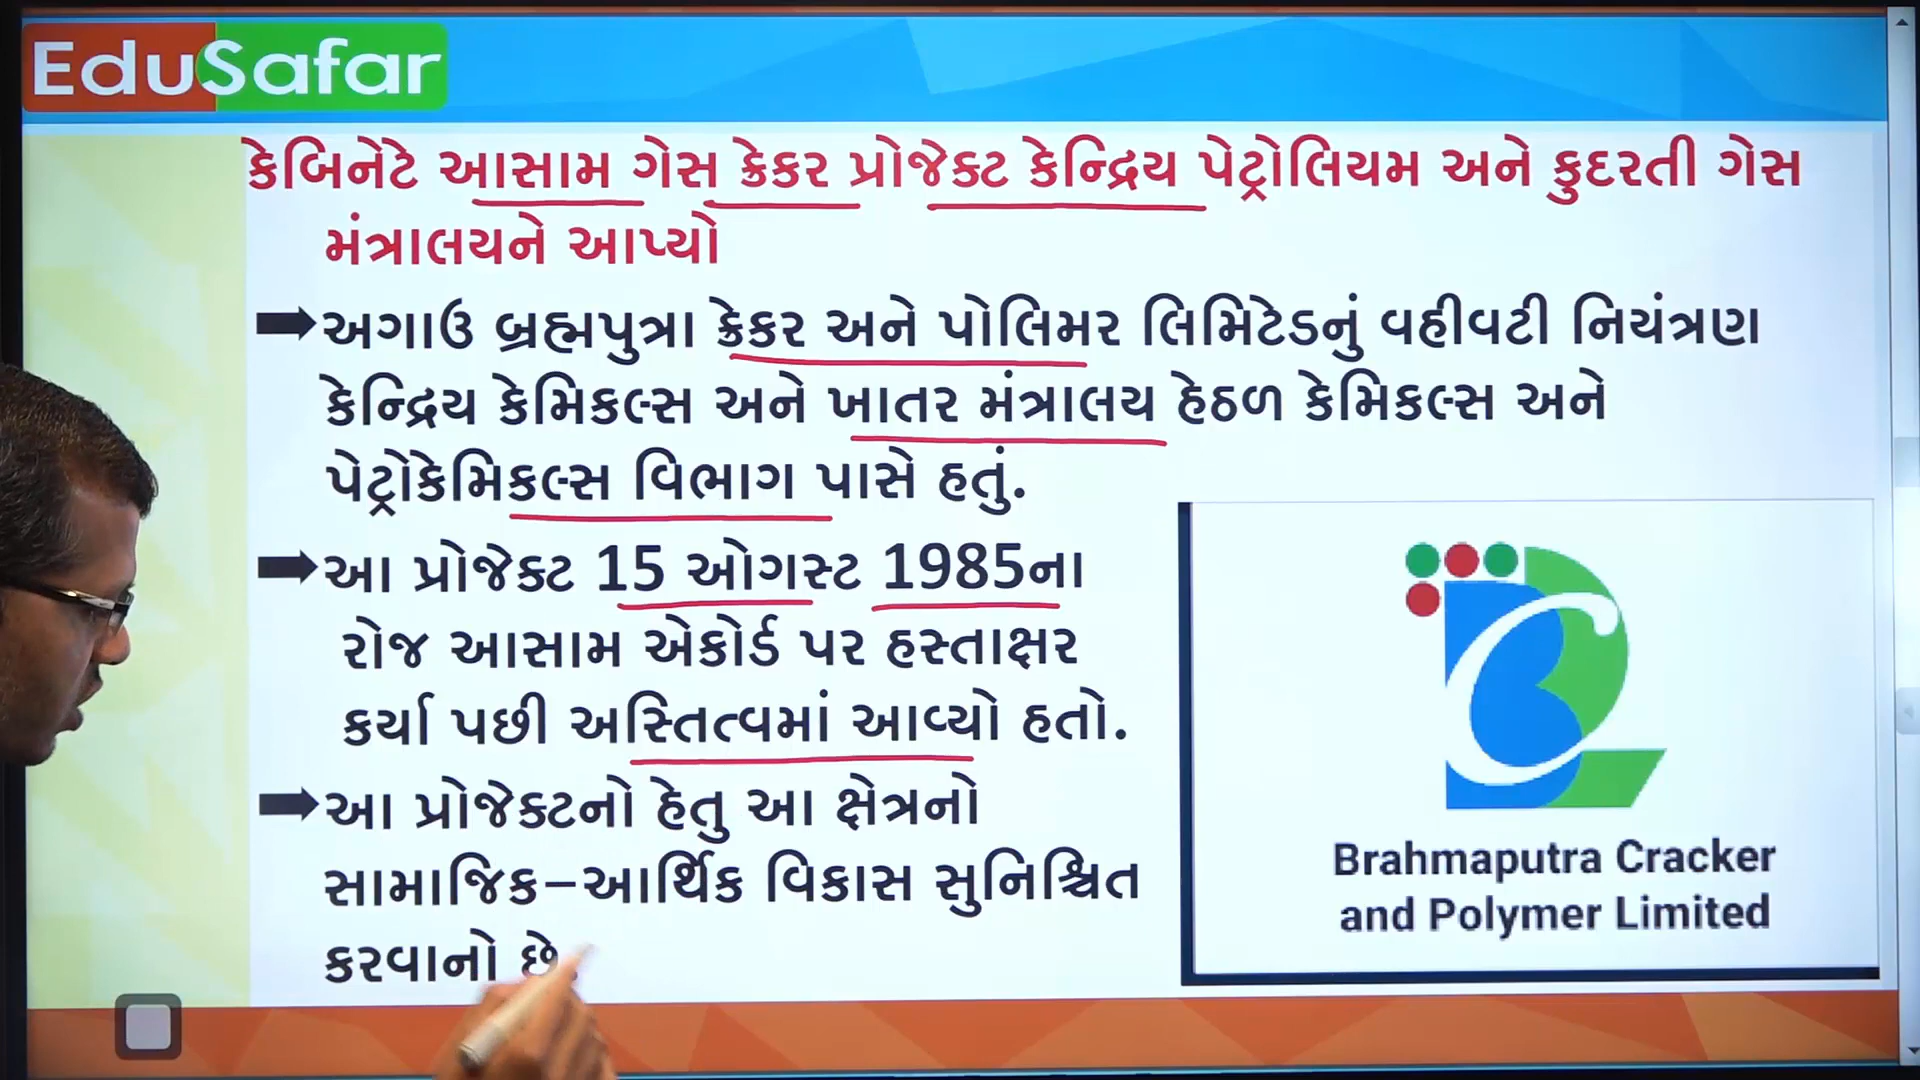 EduSafar
કેબિનેટે આસામ ગેસ ક્રેકર પ્રોજેક્ટ કેન્દ્રિય પેટ્રોલિયમ અને કુદરતી ગેસ
મંત્રાલયને આપ્યો
➡અગાઉ બ્રહ્મપુત્રા ક્રેકર અને પોલિમર લિમિટેડનું વહીવટી નિયંત્રણ
કેન્દ્રિય કેમિકલ્સ અને ખાતર મંત્રાલય હેઠળ કેમિકલ્સ અને
પેટ્રોકેમિકલ્સ વિભાગ પાસે હતું.
➡આ પ્રોજેક્ટ 15 ઓગસ્ટ 1985ના
રોજ આસામ એકોર્ડ પર હસ્તાક્ષર
કર્યા પછી અસ્તિત્વમાં આવ્યો હતો.
➡આ પ્રોજેક્ટનો હેતુ આ ક્ષેત્રનો
સામાજિક–આર્થિક વિકાસ સુનિશ્ચિત
કરવાનો છે.
Brahmaputra Cracker
and Polymer Limited